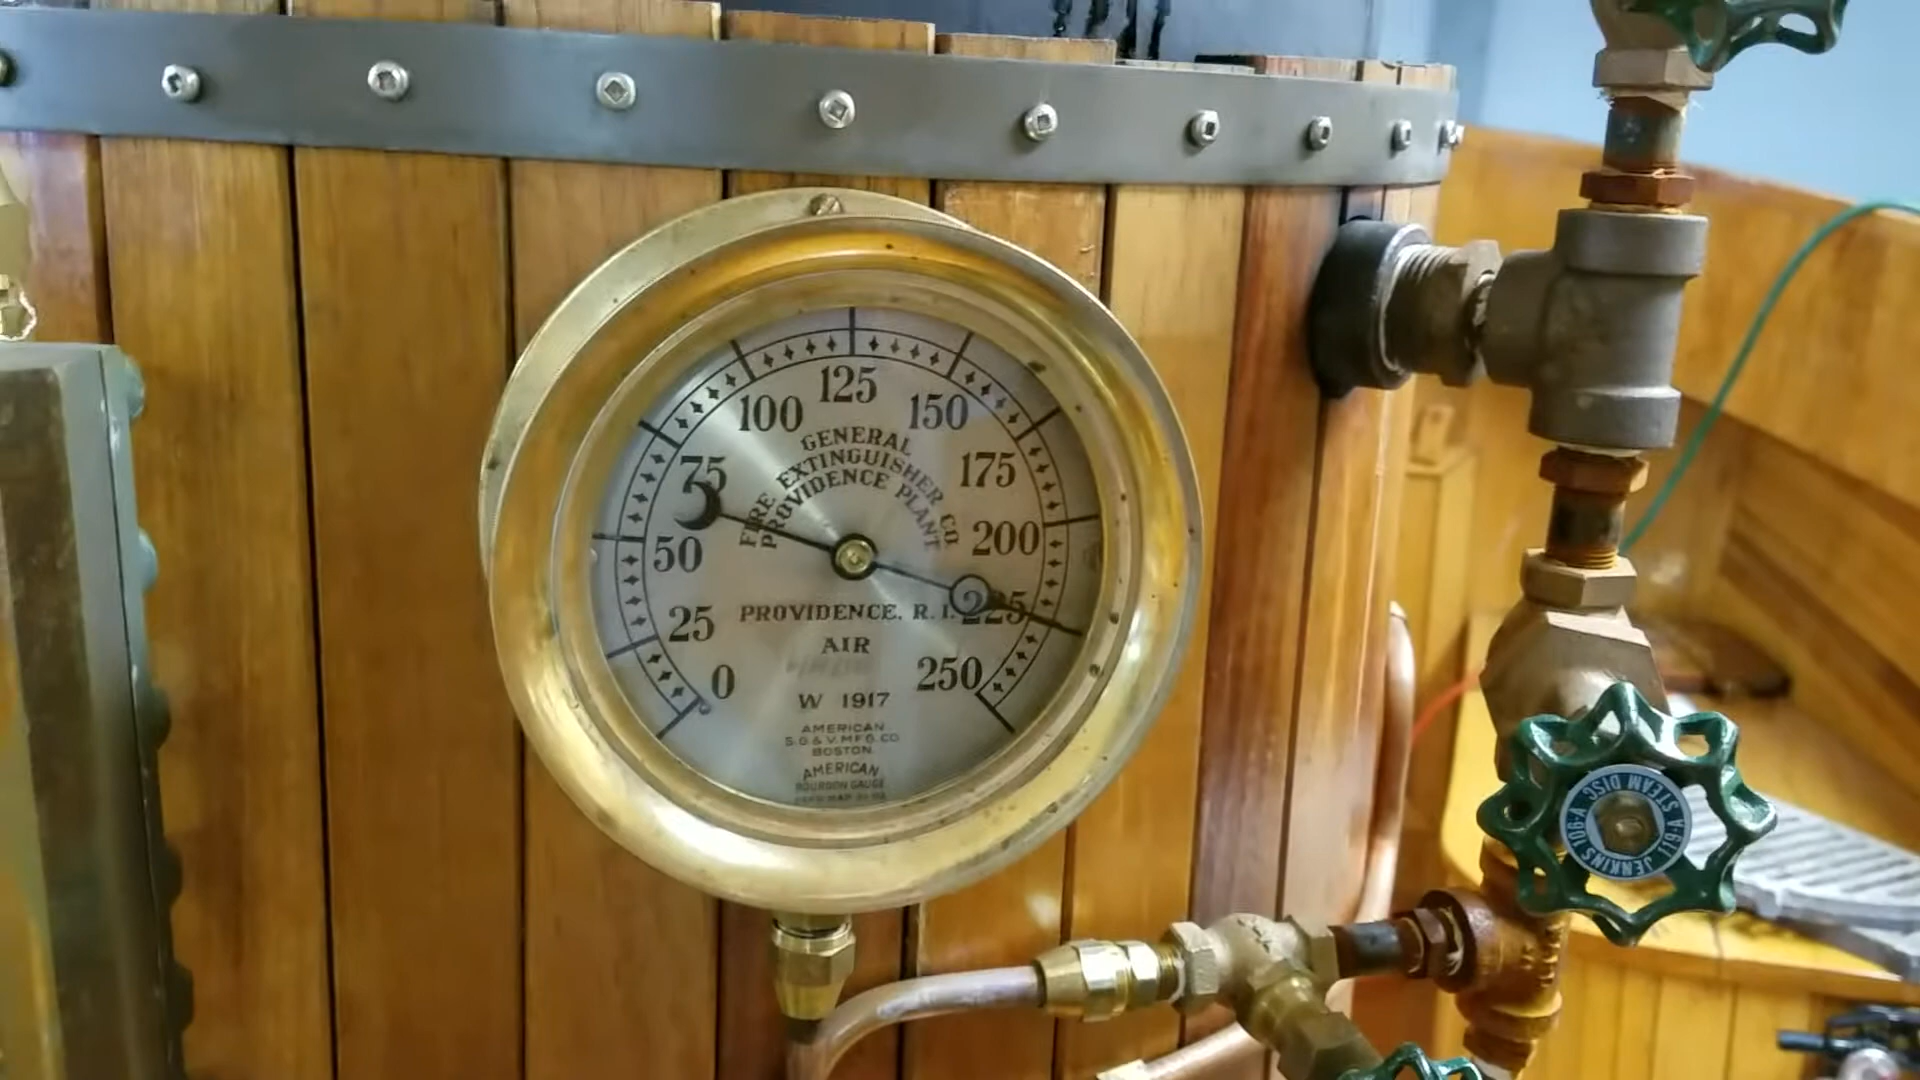 125
100 150
75 175
50 200
25 225
0 250
GENERAL
FIRE EXTINGUISHER CO.
PROVIDENCE PLANT
PROVIDENCE, R. I.
AIR
W 1917
AMERICAN
S. G. & V. MFG. CO
BOSTON.
AMERICAN
BOURDON GAUGE
JENKINS 106-A 119-A STEAM DISC